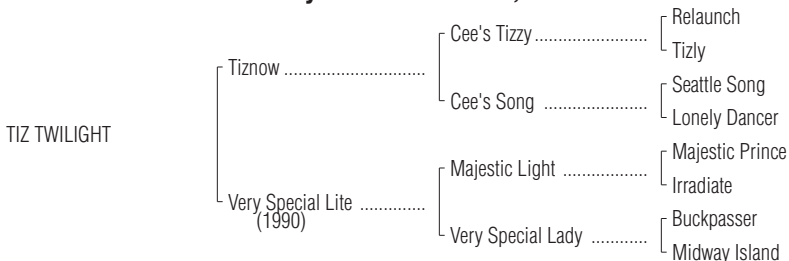 Relaunch
Cee's Tizzy
Tizly
Tiznow
Seattle Song
Cee's Song
Lonely Dancer
TIZ TWILIGHT
Majestic Prince
Majestic Light
Irradiate
Very Special Lite
(1990)
Buckpasser
Very Special Lady
Midway Island